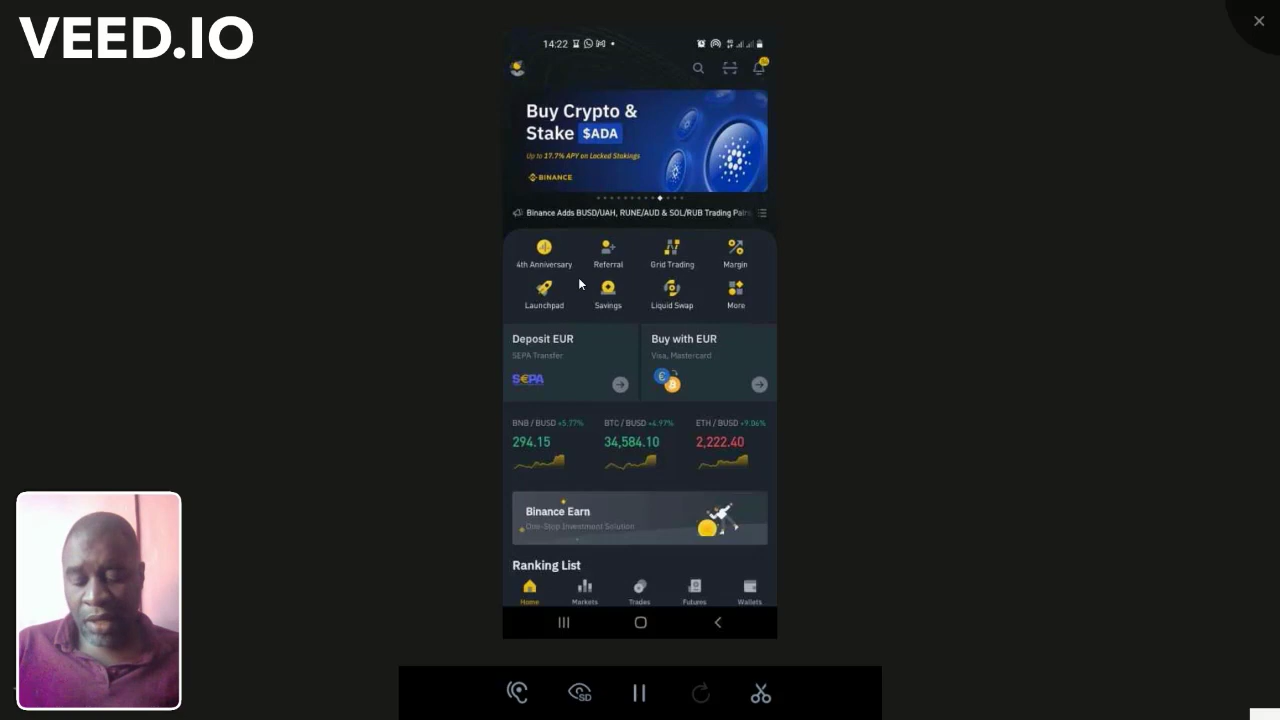 VEED.IO
14:22
Buy Crypto &
Stake $ADA
Up to 17.7% APY on Locked Stakings
BINANCE
Binance Adds BUSD/UAH, RUNE/AUD & SOL/RUB Trading
4th Anniversary
Referral
Grid Trading
Margin
Launchpad
Savings
Liquid Swap
More
Deposit EUR
SEPA Transfer
S€PA
Buy with EUR
Visa, Mastercard
BNB / BUSD +5.77%
294.15
BTC / BUSD +4.97%
34,584.10
ETH / BUSD +9.06%
2,222.40
Binance Earn
One-Stop Investment Solution
Ranking List
Home
Markets
Trades
Futures
Wallets
SD